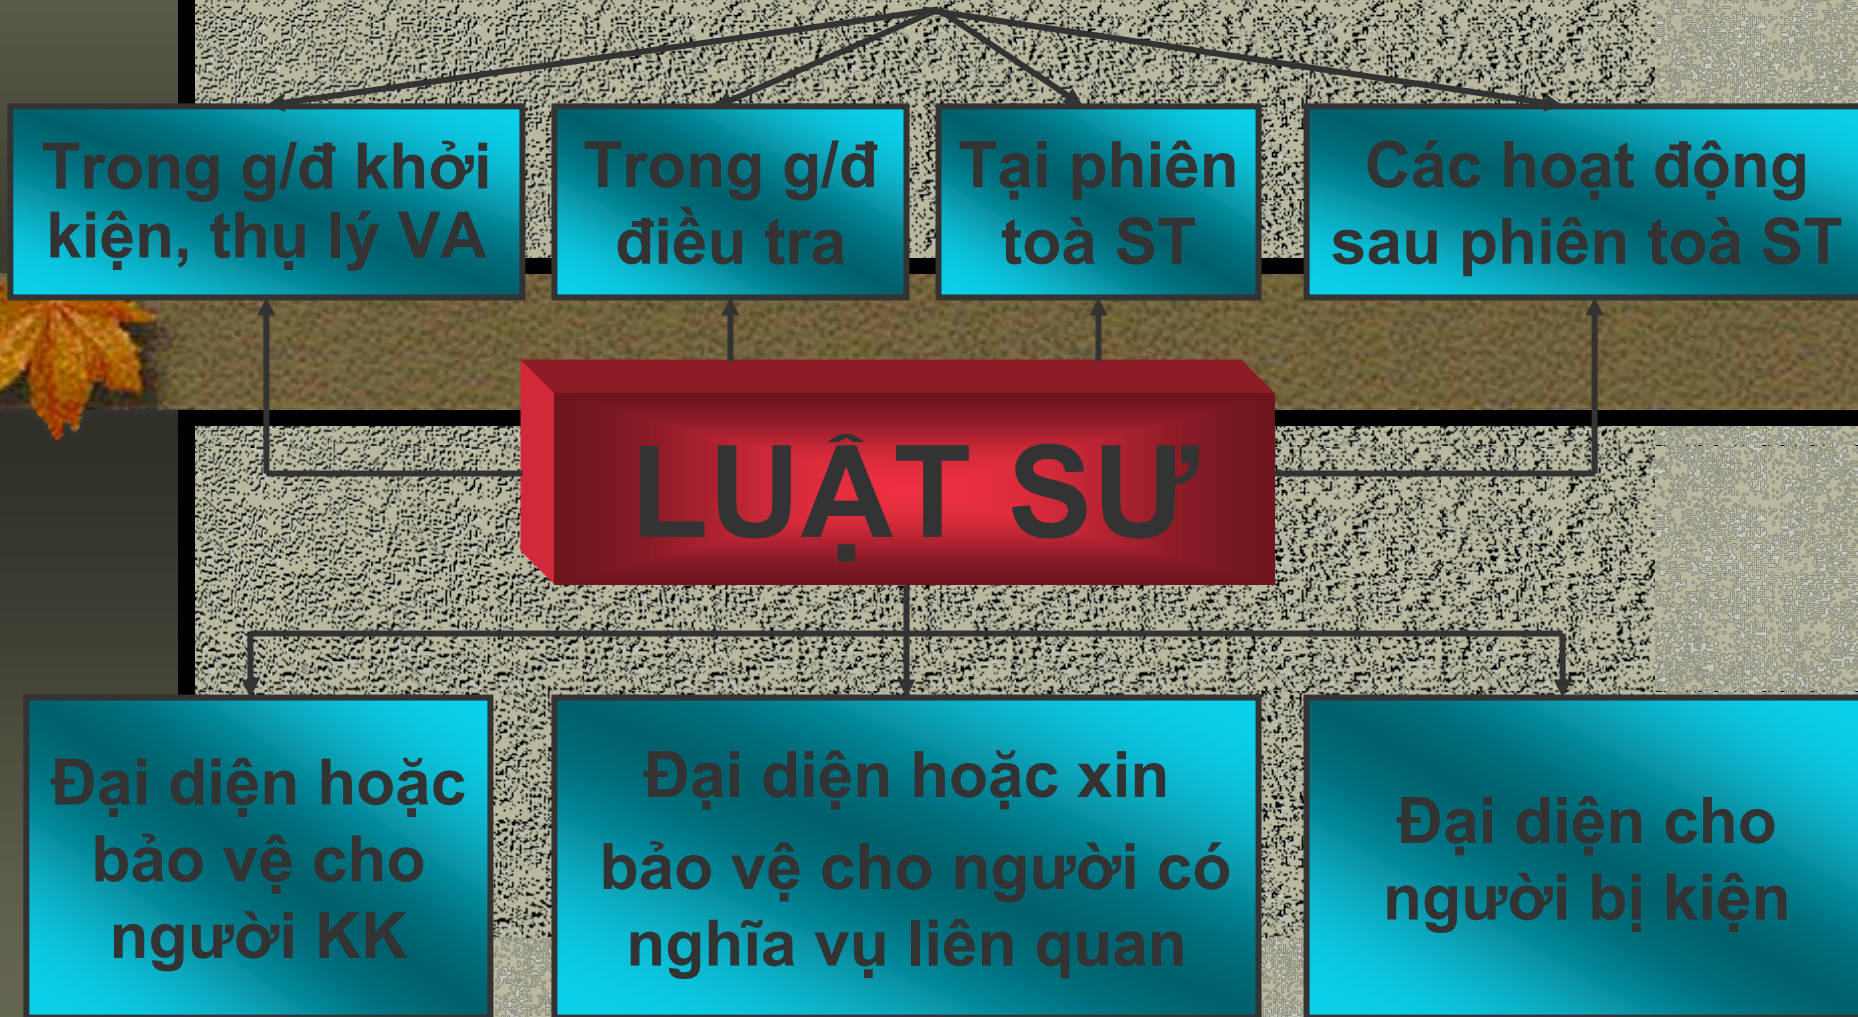 Trong g/đ khởi
kiện, thụ lý VA
Trong g/đ
điều tra
Tại phiên
toà ST
Các hoạt động
sau phiên toà ST
LUẬT SƯ
Đại diện hoặc
bảo vệ cho
người KK
Đại diện hoặc xin
bảo vệ cho người có
nghĩa vụ liên quan
Đại diện cho
người bị kiện